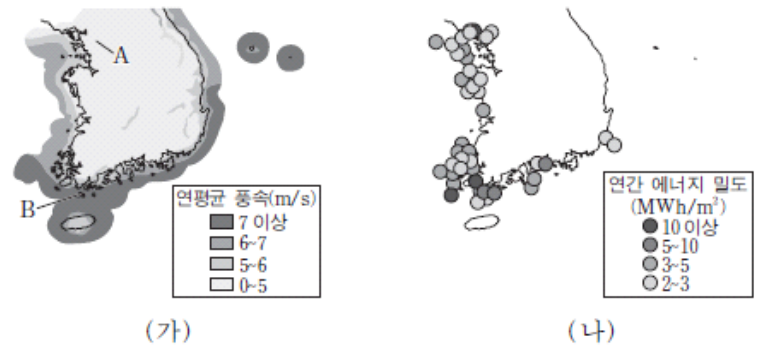 A
B
연평균 풍속(m/s)
7 이상
6~7
5~6
0~5
(가)
연간 에너지 밀도
(MWh/m²)
10 이상
5~10
3~5
2~3
(나)